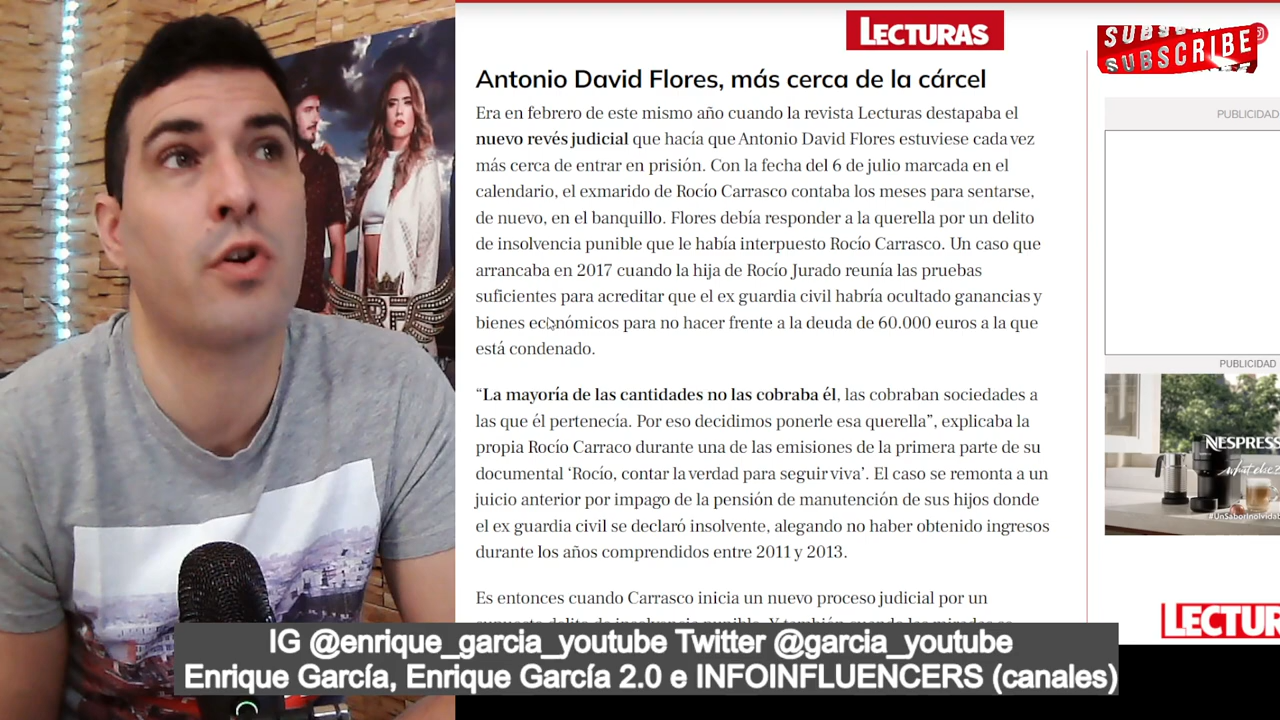 LECTURAS
SUBSCRIBE
Antonio David Flores, más cerca de la cárcel
Era en febrero de este mismo año cuando la revista Lecturas destapaba el
nuevo revés judicial que hacía que Antonio David Flores estuviese cada vez
más cerca de entrar en prisión. Con la fecha del 6 de julio marcada en el
calendario, el exmarido de Rocío Carrasco contaba los meses para sentarse,
de nuevo, en el banquillo. Flores debía responder a la querella por un delito
de insolvencia punible que le había interpuesto Rocío Carrasco. Un caso que
arrancaba en 2017 cuando la hija de Rocío Jurado reunía las pruebas
suficientes para acreditar que el ex guardia civil habría ocultado ganancias y
bienes económicos para no hacer frente a la deuda de 60.000 euros a la que
está condenado.
“La mayoría de las cantidades no las cobraba él, las cobraban sociedades a
las que él pertenecía. Por eso decidimos ponerle esa querella”, explicaba la
propia Rocío Carraco durante una de las emisiones de la primera parte de su
documental ‘Rocío, contar la verdad para seguir viva’. El caso se remonta a un
juicio anterior por impago de la pensión de manutención de sus hijos donde
el ex guardia civil se declaró insolvente, alegando no haber obtenido ingresos
durante los años comprendidos entre 2011 y 2013.
Es entonces cuando Carrasco inicia un nuevo proceso judicial por un
PUBLICIDAD
PUBLICIDAD
NESPRESS
what else?
#UnSaborInolvidab
LECTUR
IG @enrique_garcia_youtube Twitter @garcia_youtube
Enrique García, Enrique García 2.0 e INFOINFLUENCERS (canales)